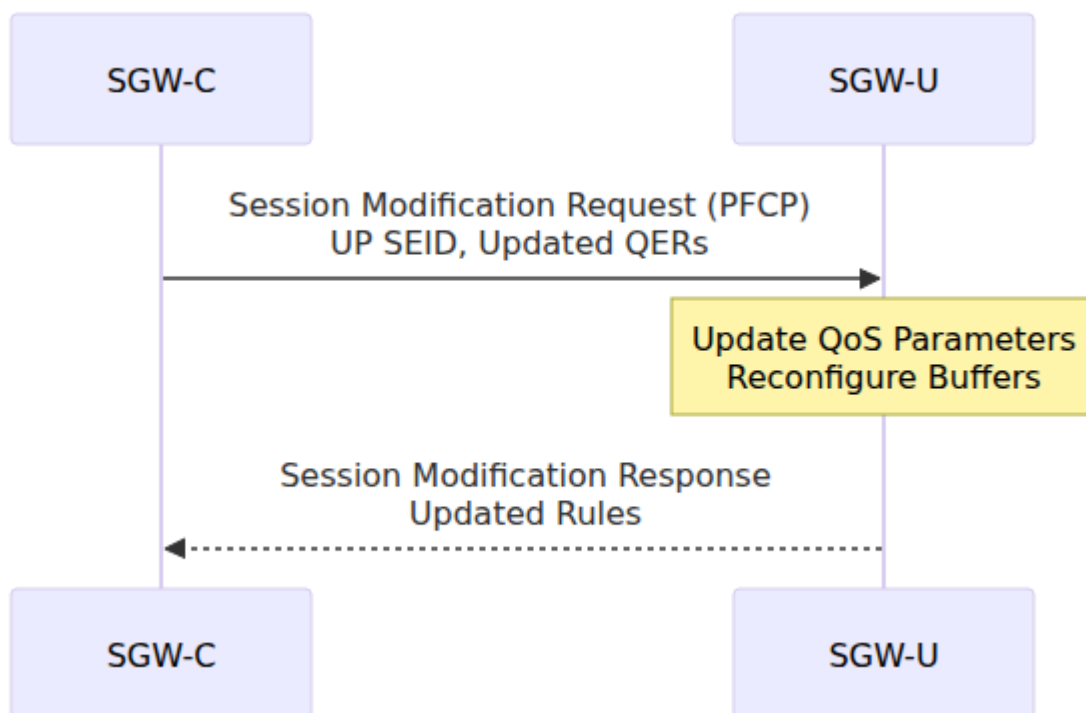 SGW-C
SGW-U
Session Modification Request (PFCP)
UP SEID, Updated QERs
Update QoS Parameters
Reconfigure Buffers
Session Modification Response
Updated Rules
SGW-C
SGW-U